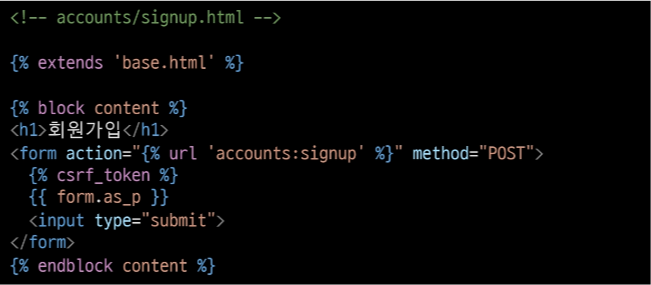 <!-- accounts/signup.html -->
{% extends 'base.html' %}
{% block content %}
<h1>회원가입</h1>
<form action="{% url 'accounts:signup' %}" method="POST">
{% csrf_token %}
{{ form.as_p }}
<input type="submit">
</form>
{% endblock content %}